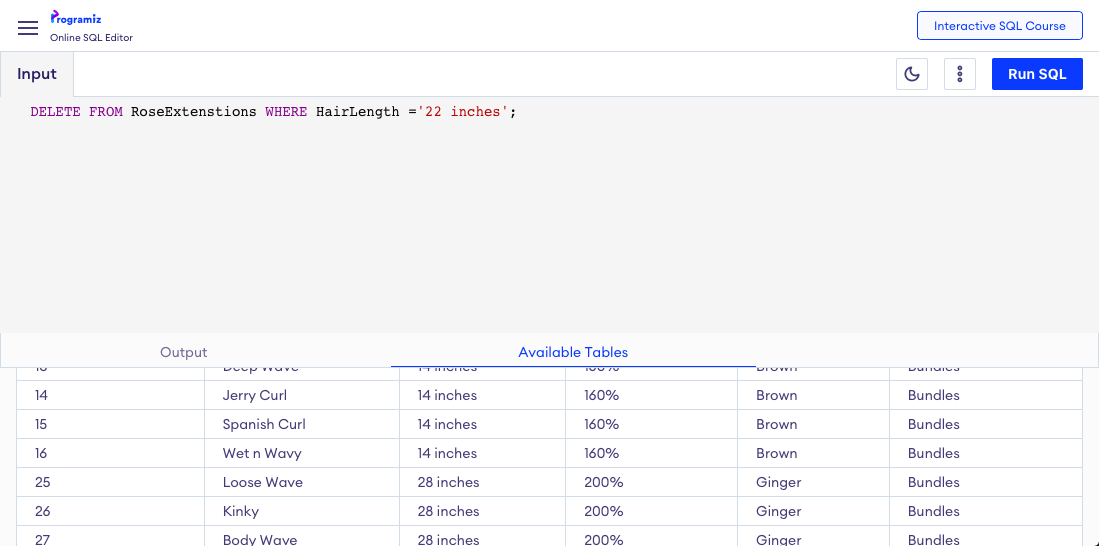 Programiz
Online SQL Editor
Interactive SQL Course
Input
Run SQL
DELETE FROM RoseExtenstions WHERE HairLength ='22 inches';
Output
Available Tables
Deep Wave 14 inches Brown Bundles
14 Jerry Curl 14 inches 160% Brown Bundles
15 Spanish Curl 14 inches 160% Brown Bundles
16 Wet n Wavy 14 inches 160% Brown Bundles
25 Loose Wave 28 inches 200% Ginger Bundles
26 Kinky 28 inches 200% Ginger Bundles
27 Body Wave 28 inches 200% Ginger Bundles